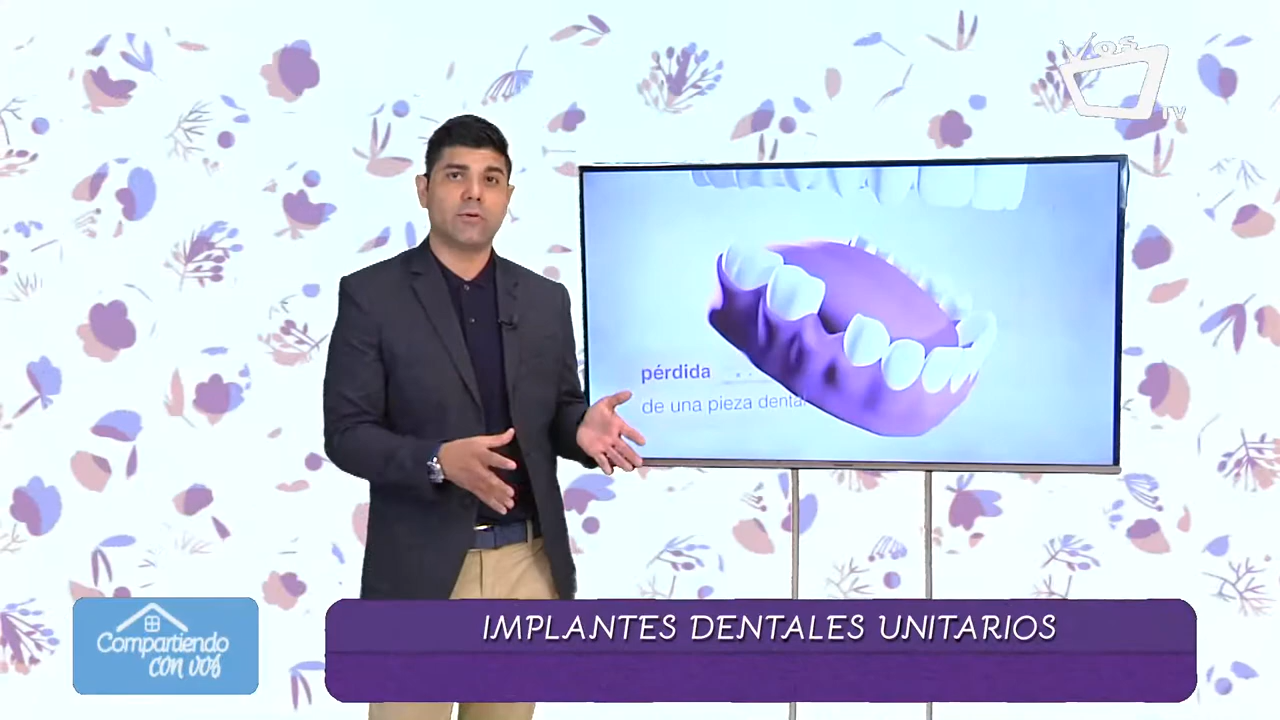 Vos
TV
pérdida
de una pieza dental
IMPLANTES DENTALES UNITARIOS
Compartiendo
con vos